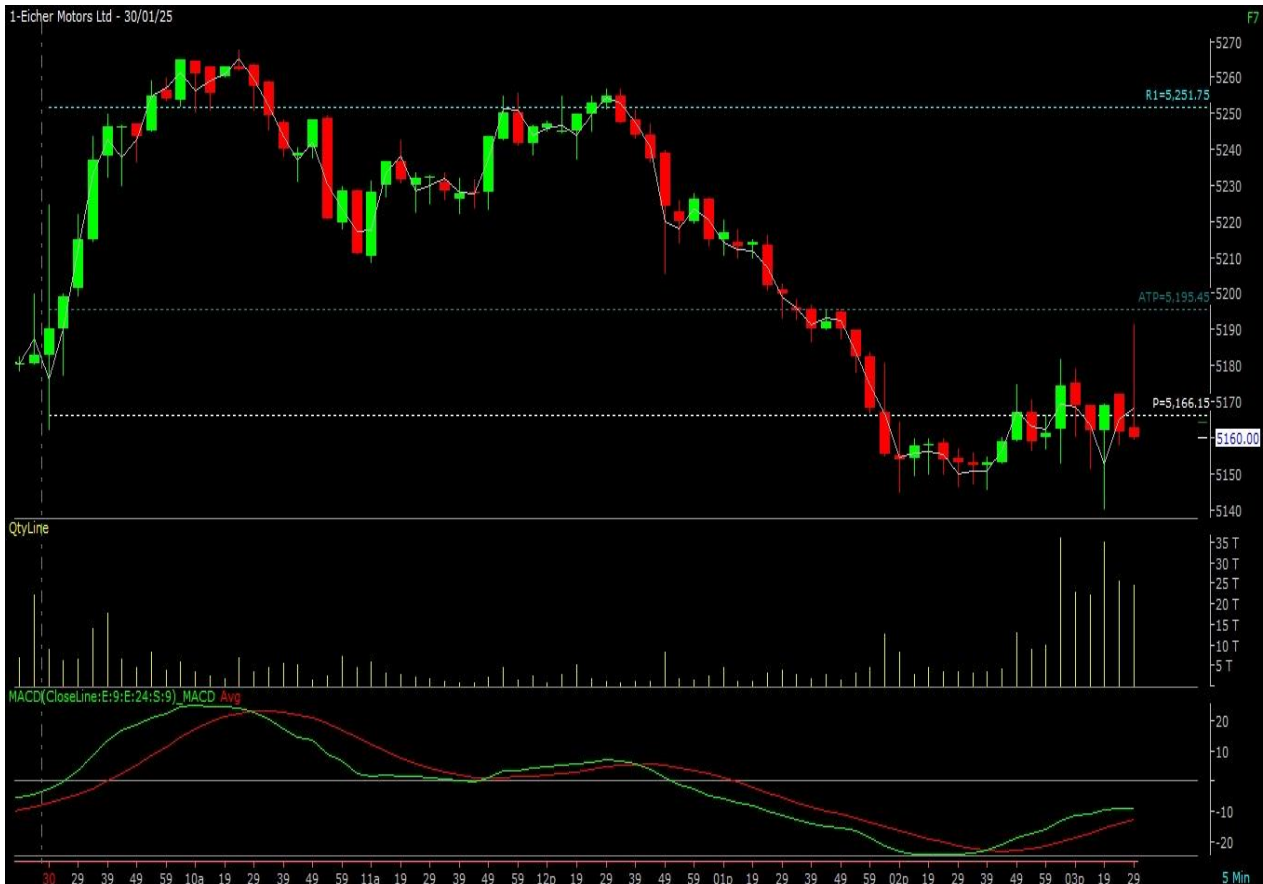 1-Eicher Motors Ltd - 30/01/25
F7
5270
5260
R1=5,251.75
5250
5240
5230
5220
5210
5200
ATP=5,195.45
5190
5180
5170
P=5,166.15
5160.00
5150
5140
QtyLine
35 T
30 T
25 T
20 T
15 T
10 T
5 T
MACD(CloseLine:E:9:E:24:S:9)_MACD Avg
20
10
-10
-20
30 29 39 49 59 10a 19 29 39 49 59 11a 19 29 39 49 59 12p 19 29 39 49 59 01p 19 29 39 49 59 02p 19 29 39 49 59 03p 19 29
5 Min